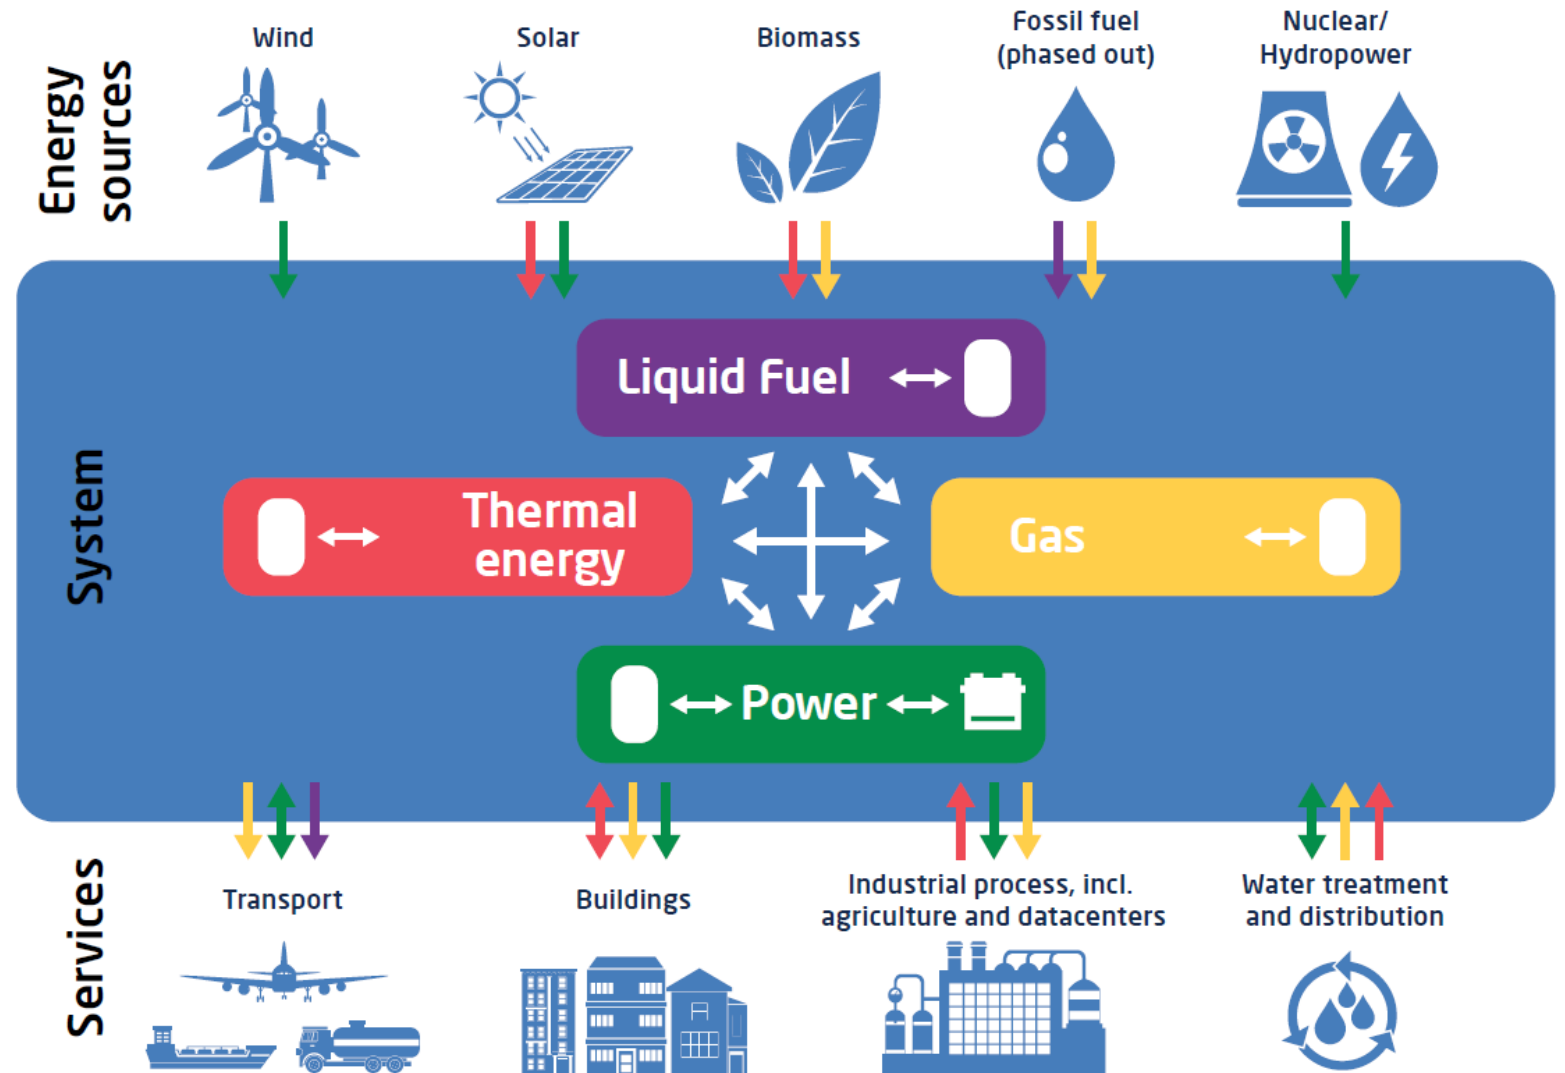 Energy
sources
Wind
Solar
Biomass
Fossil fuel
(phased out)
Nuclear/
Hydropower
System
Liquid Fuel
Thermal
energy
Gas
Power
Services
Transport
Buildings
Industrial process, incl.
agriculture and datacenters
Water treatment
and distribution